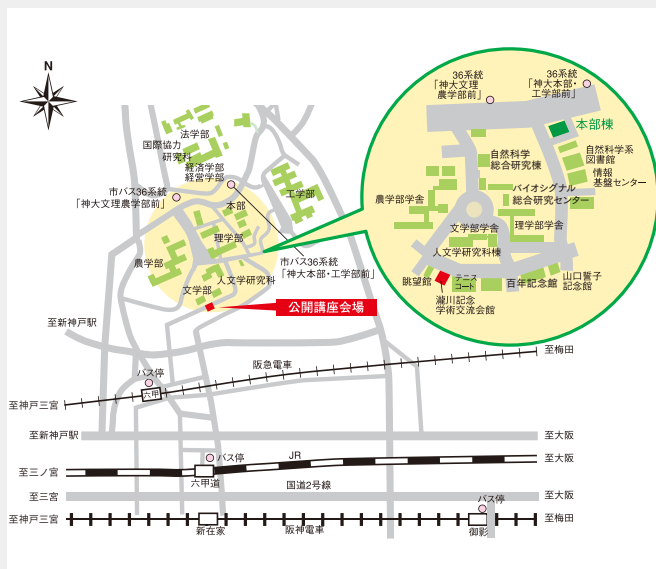 N
法学部
国際協力
研究科
経済学部
経営学部
市バス36系統
「神大文理農学部前」
本部
工学部
理学部
農学部
文学部
人文学研究科
市バス36系統
「神大本部・工学部前」
公開講座会場
36系統
「神大文理
農学部前」
36系統
「神大本部・
工学部前」
本部棟
自然科学
総合研究棟
自然科学系
図書館
情報
基盤センター
農学部学舎
バイオシグナル
総合研究センター
文学部学舎
理学部学舎
人文学研究科棟
眺望館
テニス
コート
百年記念館
山口誓子
記念館
瀧川記念
学術交流会館
至新神戸駅
バス停
阪急電車
至梅田
六甲
至神戸三宮
至新神戸駅
至大阪
バス停
JR
至大阪
至三ノ宮
六甲道
国道2号線
至三宮
至大阪
バス停
至神戸三宮
至梅田
新在家
阪神電車
御影